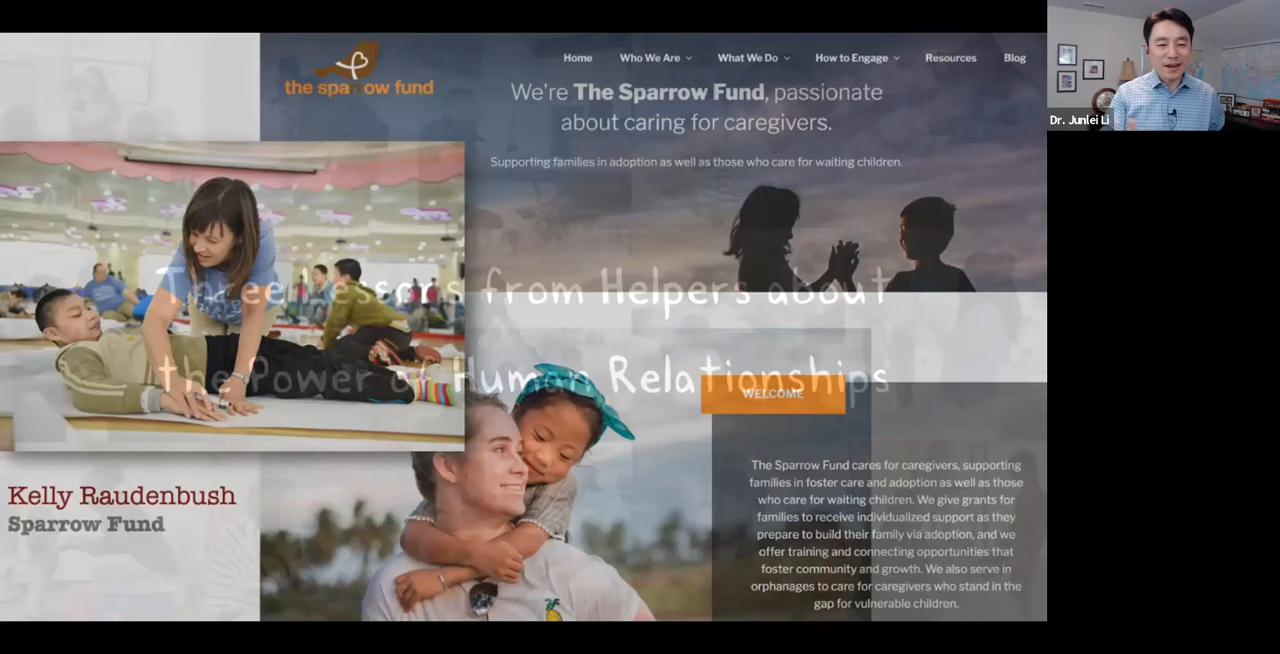 the sparrow fund
Home
Who We Are
What We Do
How to Engage
Resources
Blog
We're The Sparrow Fund, passionate
about caring for caregivers.
Supporting families in adoption as well as those who care for waiting children.
Dr. Junlei Li
Three Lessons from Helpers about
the Power of Human Relationships
WELCOME
The Sparrow Fund cares for caregivers, supporting
families in foster care and adoption as well as those
who care for waiting children. We give grants for
families to receive individualized support as they
prepare to build their family via adoption, and we
offer training and connecting opportunities that
foster community and growth. We also serve in
orphanages to care for caregivers who stand in the
gap for vulnerable children.
Kelly Raudenbush
Sparrow Fund